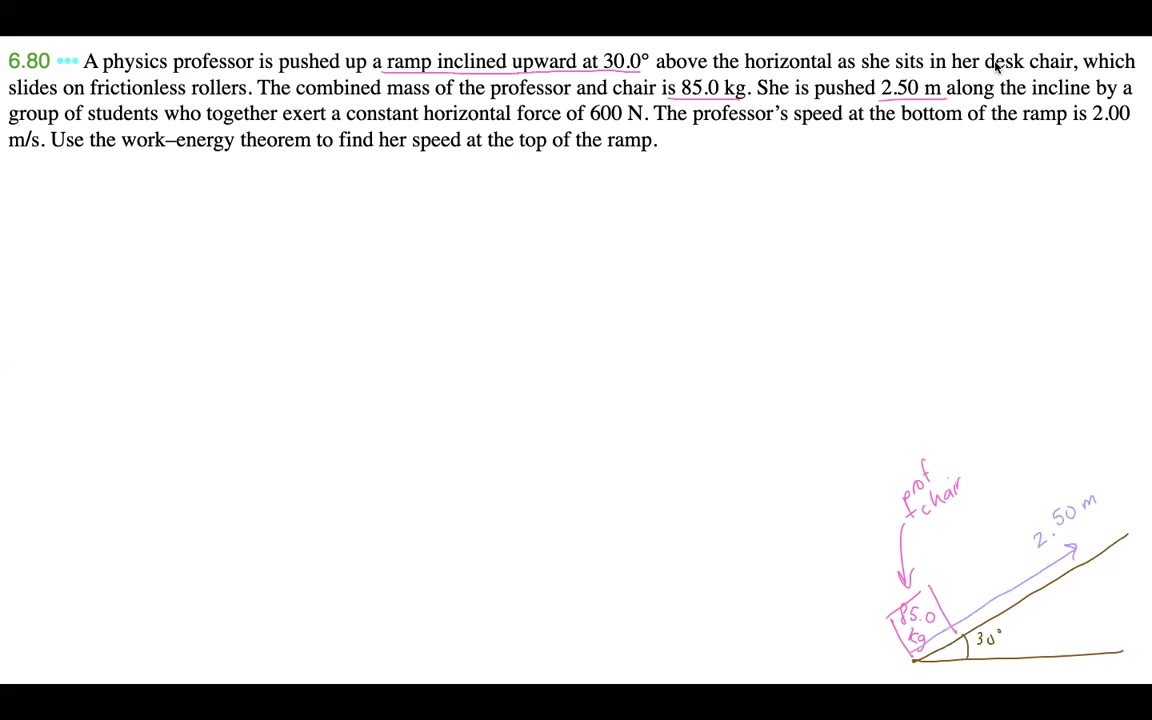 6.80 ••• A physics professor is pushed up a ramp inclined upward at 30.0° above the horizontal as she sits in her desk chair, which
slides on frictionless rollers. The combined mass of the professor and chair is 85.0 kg. She is pushed 2.50 m along the incline by a
group of students who together exert a constant horizontal force of 600 N. The professor’s speed at the bottom of the ramp is 2.00
m/s. Use the work–energy theorem to find her speed at the top of the ramp.
prof
+chair
2.50 m
85.0
kg
30°